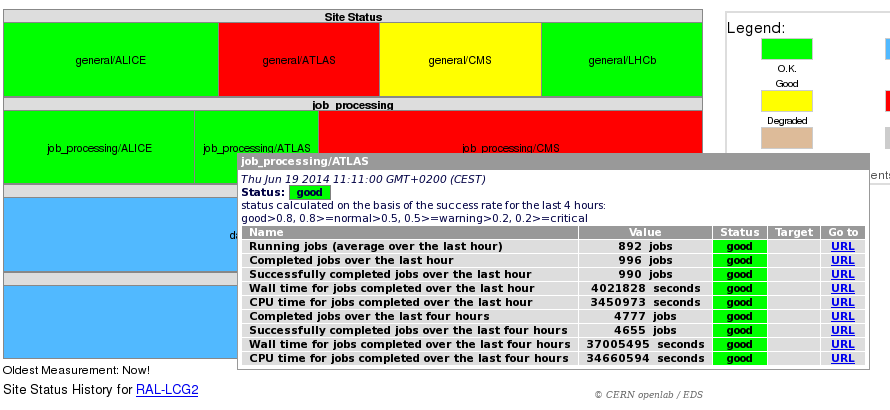 Site Status
general/ALICE general/ATLAS general/CMS general/LHCb
job_processing
job_processing/ALICE job_processing/ATLAS job_processing/CMS
Legend:
O.K.
Good
Degraded
job_processing/ATLAS
Thu Jun 19 2014 11:11:00 GMT+0200 (CEST)
Status: good
status calculated on the basis of the success rate for the last 4 hours:
good>0.8, 0.8>=normal>0.5, 0.5>=warning>0.2, 0.2>=critical
Name Value Status Target Go to
Running jobs (average over the last hour) 892 jobs good URL
Completed jobs over the last hour 996 jobs good URL
Successfully completed jobs over the last hour 990 jobs good URL
Wall time for jobs completed over the last hour 4021828 seconds good URL
CPU time for jobs completed over the last hour 3450973 seconds good URL
Completed jobs over the last four hours 4777 jobs good URL
Successfully completed jobs over the last four hours 4655 jobs good URL
Wall time for jobs completed over the last four hours 37005495 seconds good URL
CPU time for jobs completed over the last four hours 34660594 seconds good URL
Oldest Measurement: Now!
Site Status History for RAL-LCG2
© CERN openlab / EDS